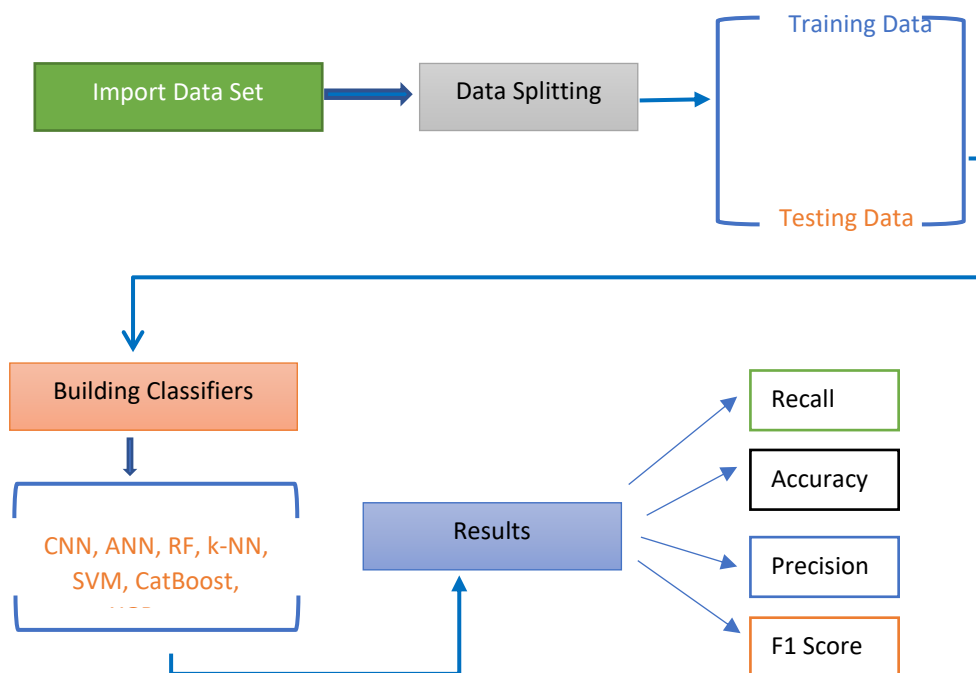 Training Data
Import Data Set
Data Splitting
Testing Data
Building Classifiers
CNN, ANN, RF, k-NN,
SVM, CatBoost,
Results
Recall
Accuracy
Precision
F1 Score